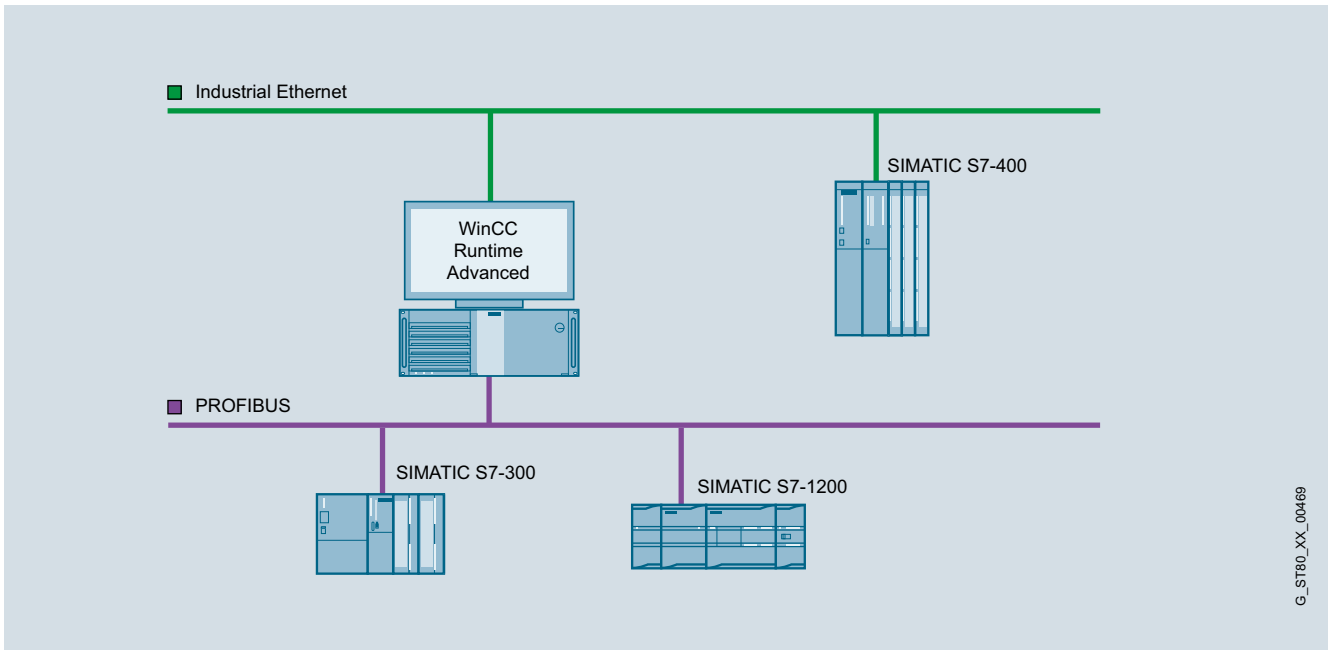 Industrial Ethernet
SIMATIC S7-400
WinCC
Runtime
Advanced
PROFIBUS
SIMATIC S7-300
SIMATIC S7-1200
G_ST80_XX_00469